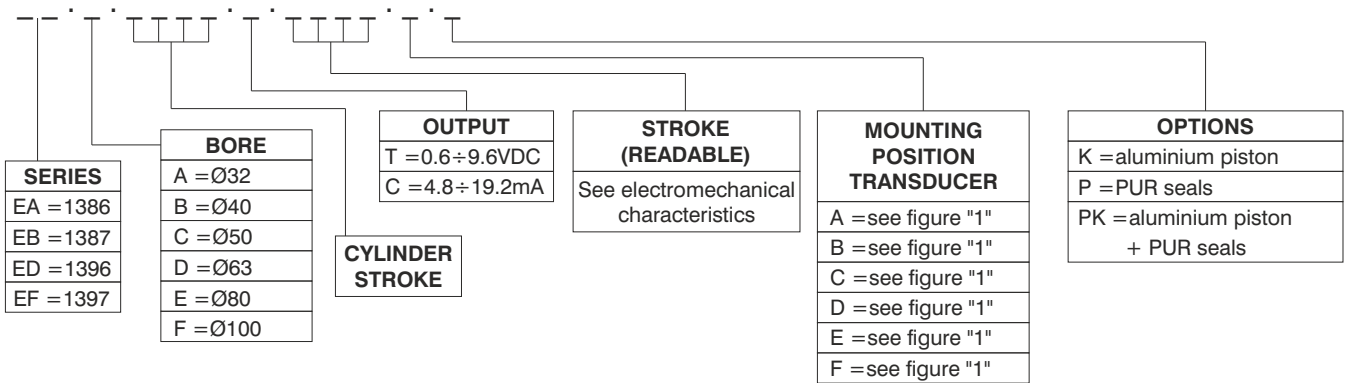 SERIES
EA =1386
EB =1387
ED =1396
EF =1397
BORE
A =Ø32
B =Ø40
C =Ø50
D =Ø63
E =Ø80
F =Ø100
CYLINDER
STROKE
OUTPUT
T =0.6÷9.6VDC
C =4.8÷19.2mA
STROKE
(READABLE)
See electromechanical
characteristics
MOUNTING
POSITION
TRANSDUCER
A =see figure "1"
B =see figure "1"
C =see figure "1"
D =see figure "1"
E =see figure "1"
F =see figure "1"
OPTIONS
K =aluminium piston
P =PUR seals
PK =aluminium piston
+ PUR seals